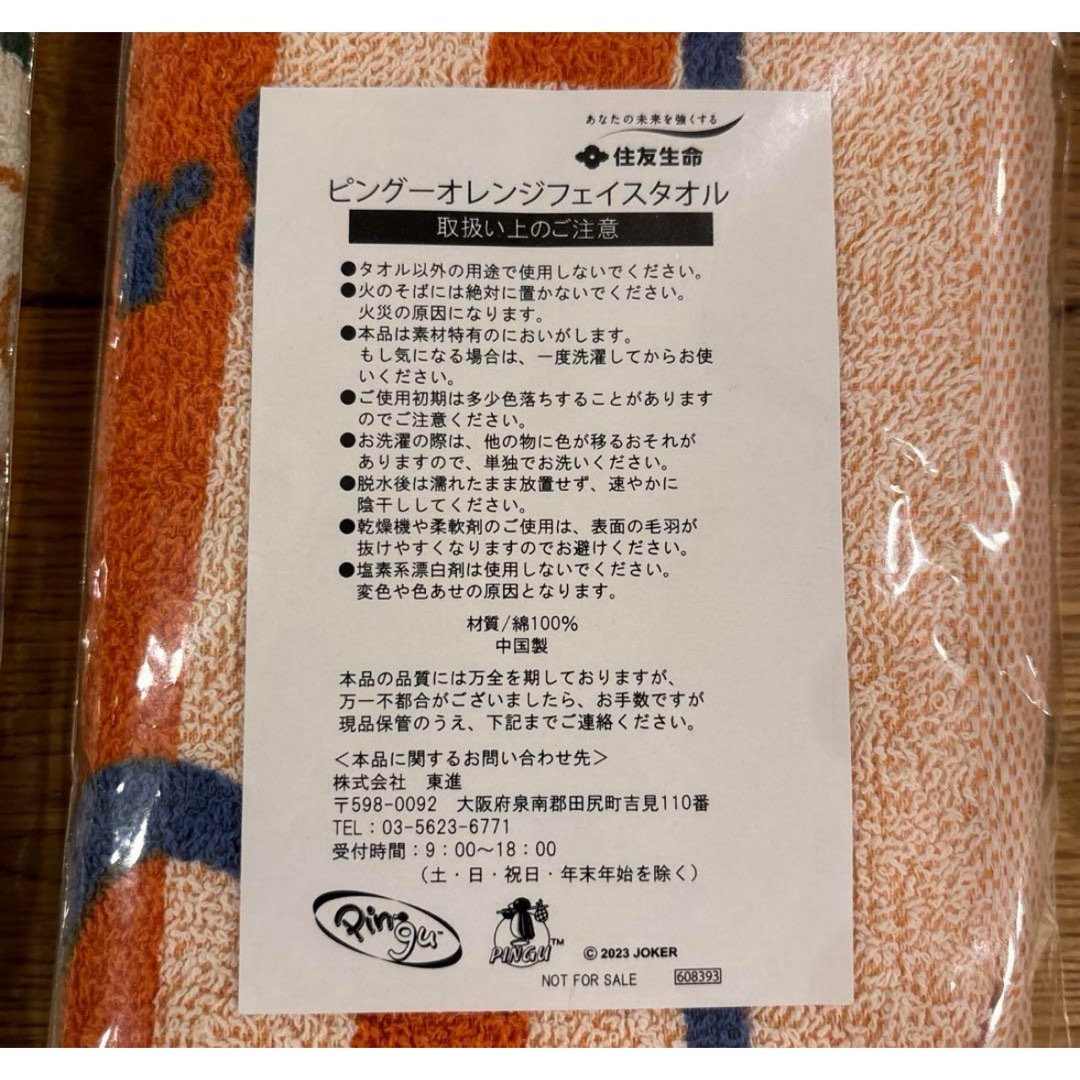 あなたの未来を強くする
住友生命
ピングーオレンジフェイスタオル
取扱い上のご注意
●タオル以外の用途で使用しないでください。
●火のそばには絶対に置かないでください。
火災の原因になります。
●本品は素材特有のにおいがします。
もし気になる場合は、一度洗濯してからお使
いください。
●ご使用初期は多少色落ちすることがあります
のでご注意ください。
●お洗濯の際は、他の物に色が移るおそれが
ありますので、単独でお洗いください。
●脱水後は濡れたまま放置せず、速やかに
陰干ししてください。
●乾燥機や柔軟剤のご使用は、表面の毛羽が
抜けやすくなりますのでお避けください。
●塩素系漂白剤は使用しないでください。
変色や色あせの原因となります。
材質/綿100%
中国製
本品の品質には万全を期しておりますが、
万一不都合がございましたら、お手数ですが
現品保管のうえ、下記までご連絡ください。
＜本品に関するお問い合わせ先＞
株式会社 東進
〒598-0092 大阪府泉南郡田尻町吉見110番
TEL：03-5623-6771
受付時間：9：00～18：00
（土・日・祝日・年末年始を除く）
Pingu™
PINGU™
© 2023 JOKER
NOT FOR SALE 608393